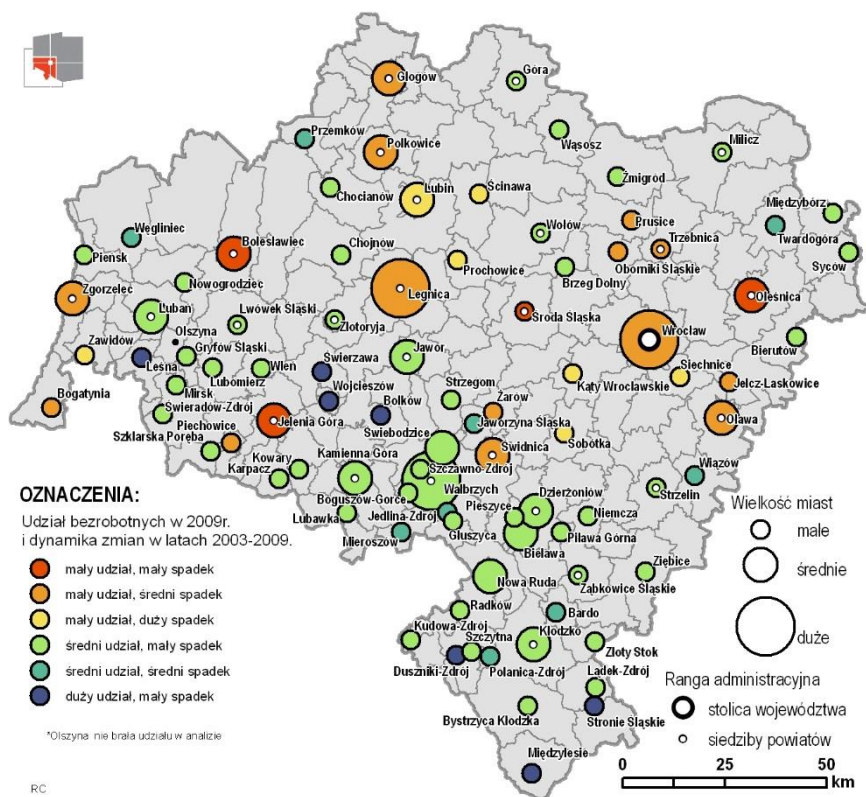 Głogów
Góra
Przemków
Polkowice
Wąsosz
Milicz
Chocianów
Lubin
Ścinawa
Żmigród
Międzybórz
Węgliniec
Prusice
Twardogóra
Bolesławiec
Wołów
Trzebnica
Pieńsk
Chojnów
Prochowice
Oborniki Śląskie
Syców
Nowogrodziec
Brzeg Dolny
Zgorzelec
Legnica
Oleśnica
Lubań
Lwówek Śląski
Złotoryja
Środa Śląska
Wrocław
Zawidów
Olszyna
Jawor
Bierutów
Leśna
Gryfów Śląski
Świerzawa
Siechnice
Lubomierz
Wleń
Kąty Wrocławskie
Jelcz-Laskowice
Mirsk
Wojcieszów
Strzegom
Bogatynia
Bolków
Żarów
Świeradów-Zdrój
Jaworzyna Śląska
Oława
Piechowice
Jelenia Góra
Świebodzice
Sobótka
Szklarska Poręba
Świdnica
Kowary
Kamienna Góra
Szczawno-Zdrój
Wiązów
Karpacz
Wałbrzych
Strzelin
Boguszów-Gorce
Dzierżoniów
Lubawka
Jedlina-Zdrój
Pieszyce
Niemcza
Głuszyca
Piława Górna
Mieroszów
Bielawa
Ziębice
Nowa Ruda
Ząbkowice Śląskie
Radków
Bardo
Kudowa-Zdrój
Szczytna
Kłodzko
Złoty Stok
Duszniki-Zdrój
Polanica-Zdrój
Lądek-Zdrój
Bystrzyca Kłodzka
Stronie Śląskie
Międzylesie
OZNACZENIA:
Udział bezrobotnych w 2009r.
i dynamika zmian w latach 2003-2009.
mały udział, mały spadek
mały udział, średni spadek
mały udział, duży spadek
średni udział, mały spadek
średni udział, średni spadek
duży udział, mały spadek
*Olszyna nie brała udziału w analizie
RC
Wielkość miast
małe
średnie
duże
Ranga administracyjna
stolica województwa
siedziby powiatów
0 25 50
km